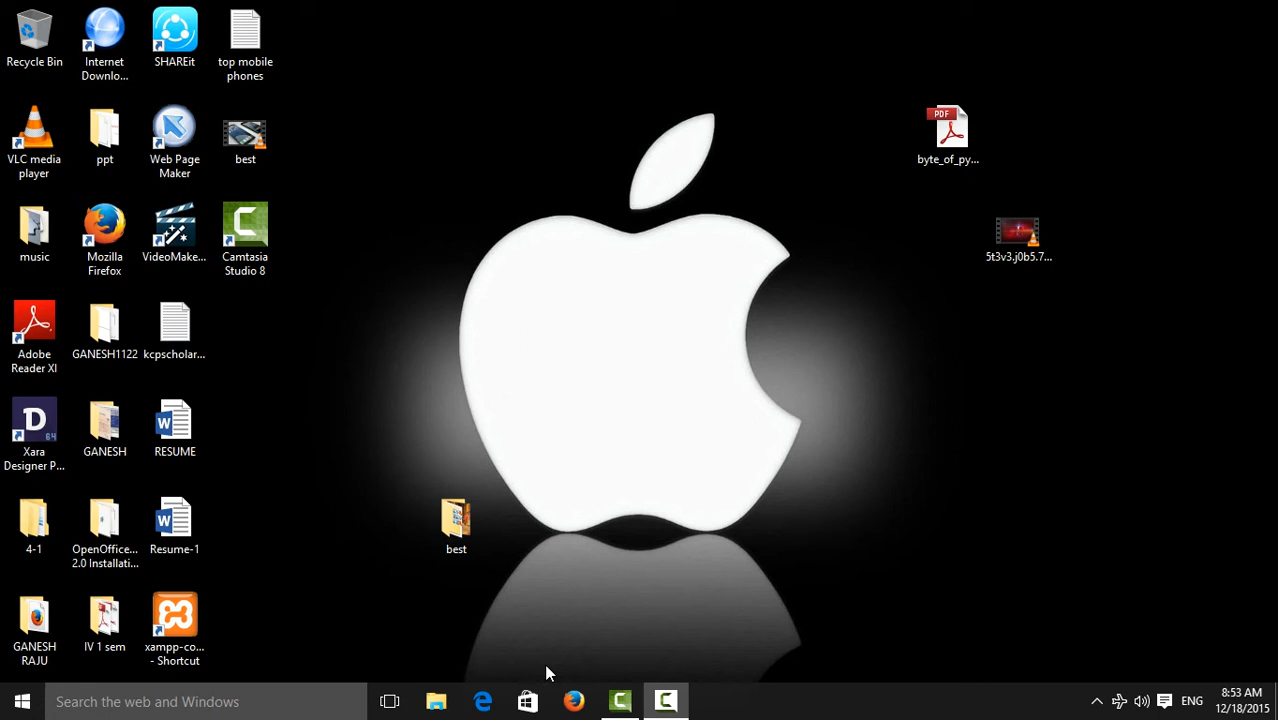 Recycle Bin
Internet
Downlo...
SHAREit
top mobile
phones
VLC media
player
ppt
Web Page
Maker
best
music
Mozilla
Firefox
VideoMake...
Camtasia
Studio 8
Adobe
Reader XI
GANESH1122
kcpscholar...
D
64
Xara
Designer P...
GANESH
RESUME
4-1
OpenOffice...
2.0 Installati...
Resume-1
GANESH
RAJU
IV 1 sem
xampp-co...
- Shortcut
best
PDF
byte_of_py...
5t3v3.j0b5.7...
Search the web and Windows
ENG
8:53 AM
12/18/2015